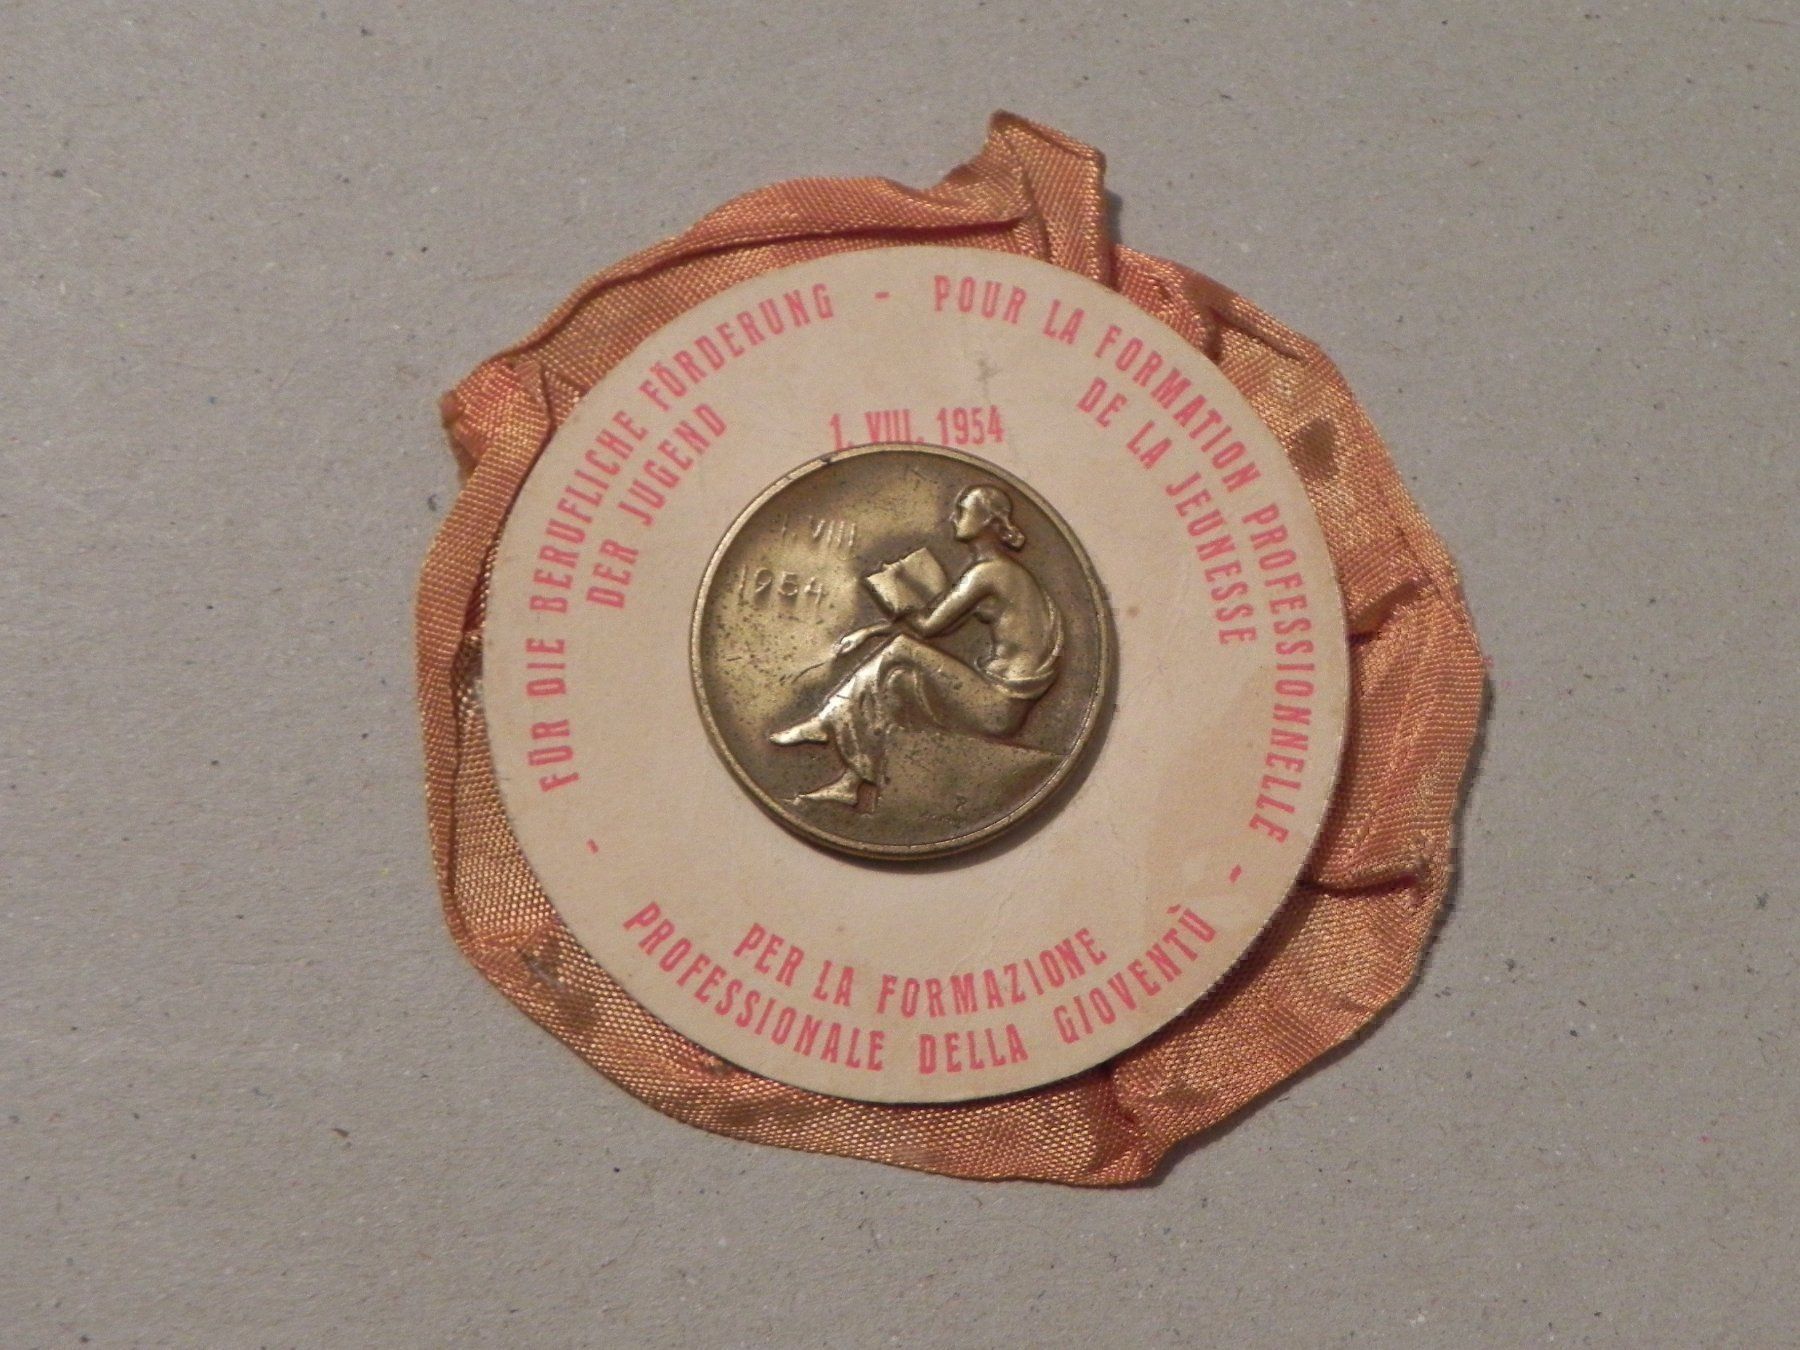 FÜR DIE BERUFLICHE FÖRDERUNG
DER JUGEND
- POUR LA FORMATION PROFESSIONNELLE -
DE LA JEUNESSE
1. VIII. 1954
1. VIII
1954
PER LA FORMAZIONE
- PROFESSIONALE DELLA GIOVENTÙ